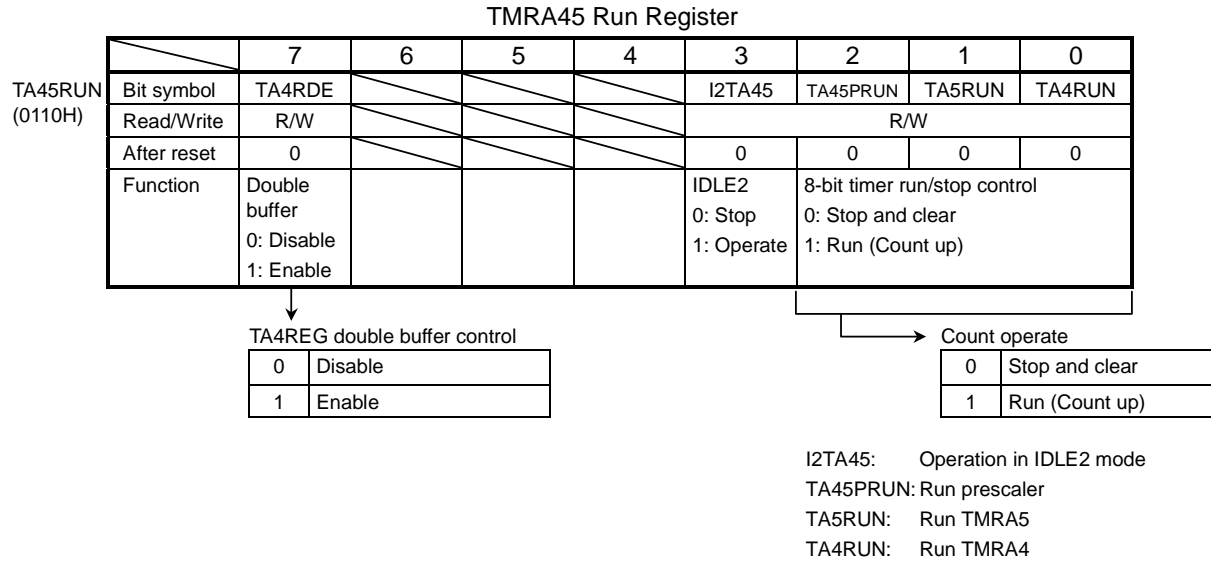 TMRA45 Run Register
7 6 5 4 3 2 1 0
TA45RUN Bit symbol TA4RDE I2TA45 TA45PRUN TA5RUN TA4RUN
(0110H) Read/Write R/W R/W
After reset 0 0 0 0 0
Function Double IDLE2 8-bit timer run/stop control
buffer 0: Stop 0: Stop and clear
0: Disable 1: Operate 1: Run (Count up)
1: Enable
TA4REG double buffer control Count operate
0 Disable 0 Stop and clear
1 Enable 1 Run (Count up)
I2TA45: Operation in IDLE2 mode
TA45PRUN: Run prescaler
TA5RUN: Run TMRA5
TA4RUN: Run TMRA4